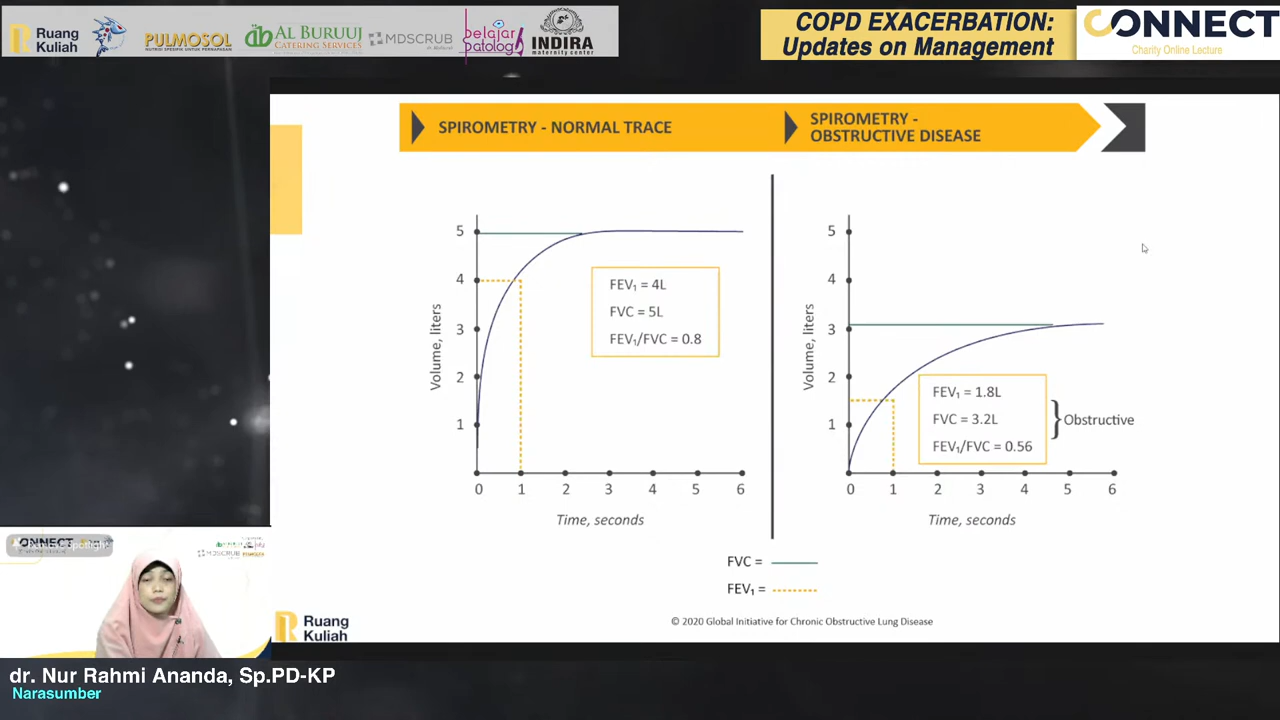 Ruang
Kuliah
PULMOSOL
NUTRISI SPESIFIK UNTUK PERNAPASAN
AL BURUUJ
CATERING SERVICES
MDSCRUB
belajar
patologi
INDIRA
maternity center
COPD EXACERBATION:
Updates on Management
CONNECT
Charity Online Lecture
SPIROMETRY - NORMAL TRACE
SPIROMETRY -
OBSTRUCTIVE DISEASE
Volume, liters
5
4
3
2
1
0 1 2 3 4 5 6
Time, seconds
FEV₁ = 4L
FVC = 5L
FEV₁/FVC = 0.8
Volume, liters
5
4
3
2
1
0 1 2 3 4 5 6
Time, seconds
FEV₁ = 1.8L
FVC = 3.2L
FEV₁/FVC = 0.56
Obstructive
FVC =
FEV₁ =
© 2020 Global Initiative for Chronic Obstructive Lung Disease
Ruang
Kuliah
CONNECT
MDSCRUB
dr. Nur Rahmi Ananda, Sp.PD-KP
Narasumber